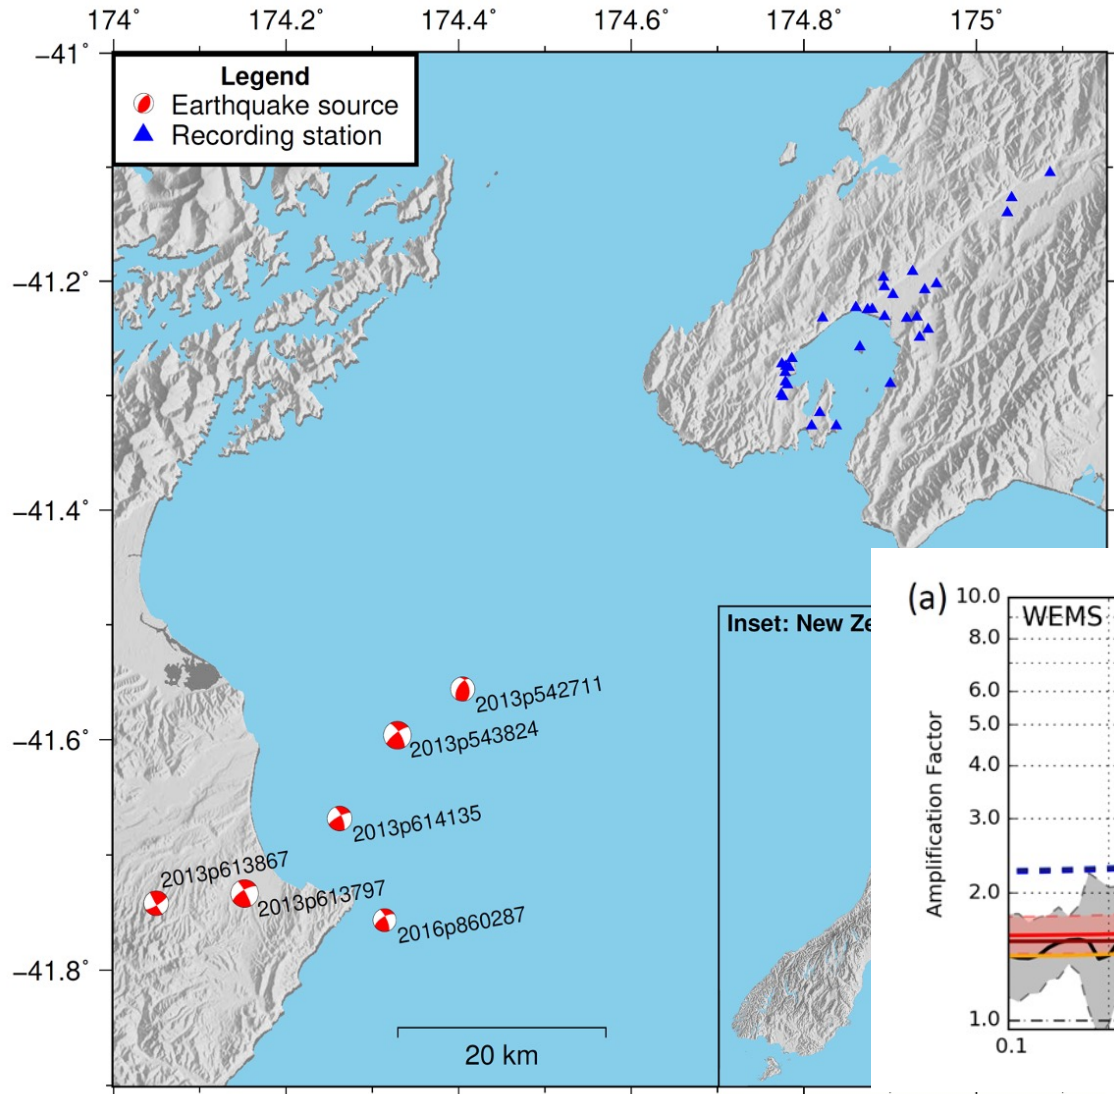 174˚ 174.2˚ 174.4˚ 174.6˚ 174.8˚ 175˚
−41˚
Legend
Earthquake source
Recording station
−41.2˚
−41.4˚
−41.6˚
−41.8˚
2013p542711
2013p543824
2013p614135
2013p613867
2013p613797
2016p860287
20 km
Inset: New Ze
(a)
WEMS
Amplification Factor
10.0
8.0
6.0
5.0
4.0
3.0
2.0
1.0
0.1